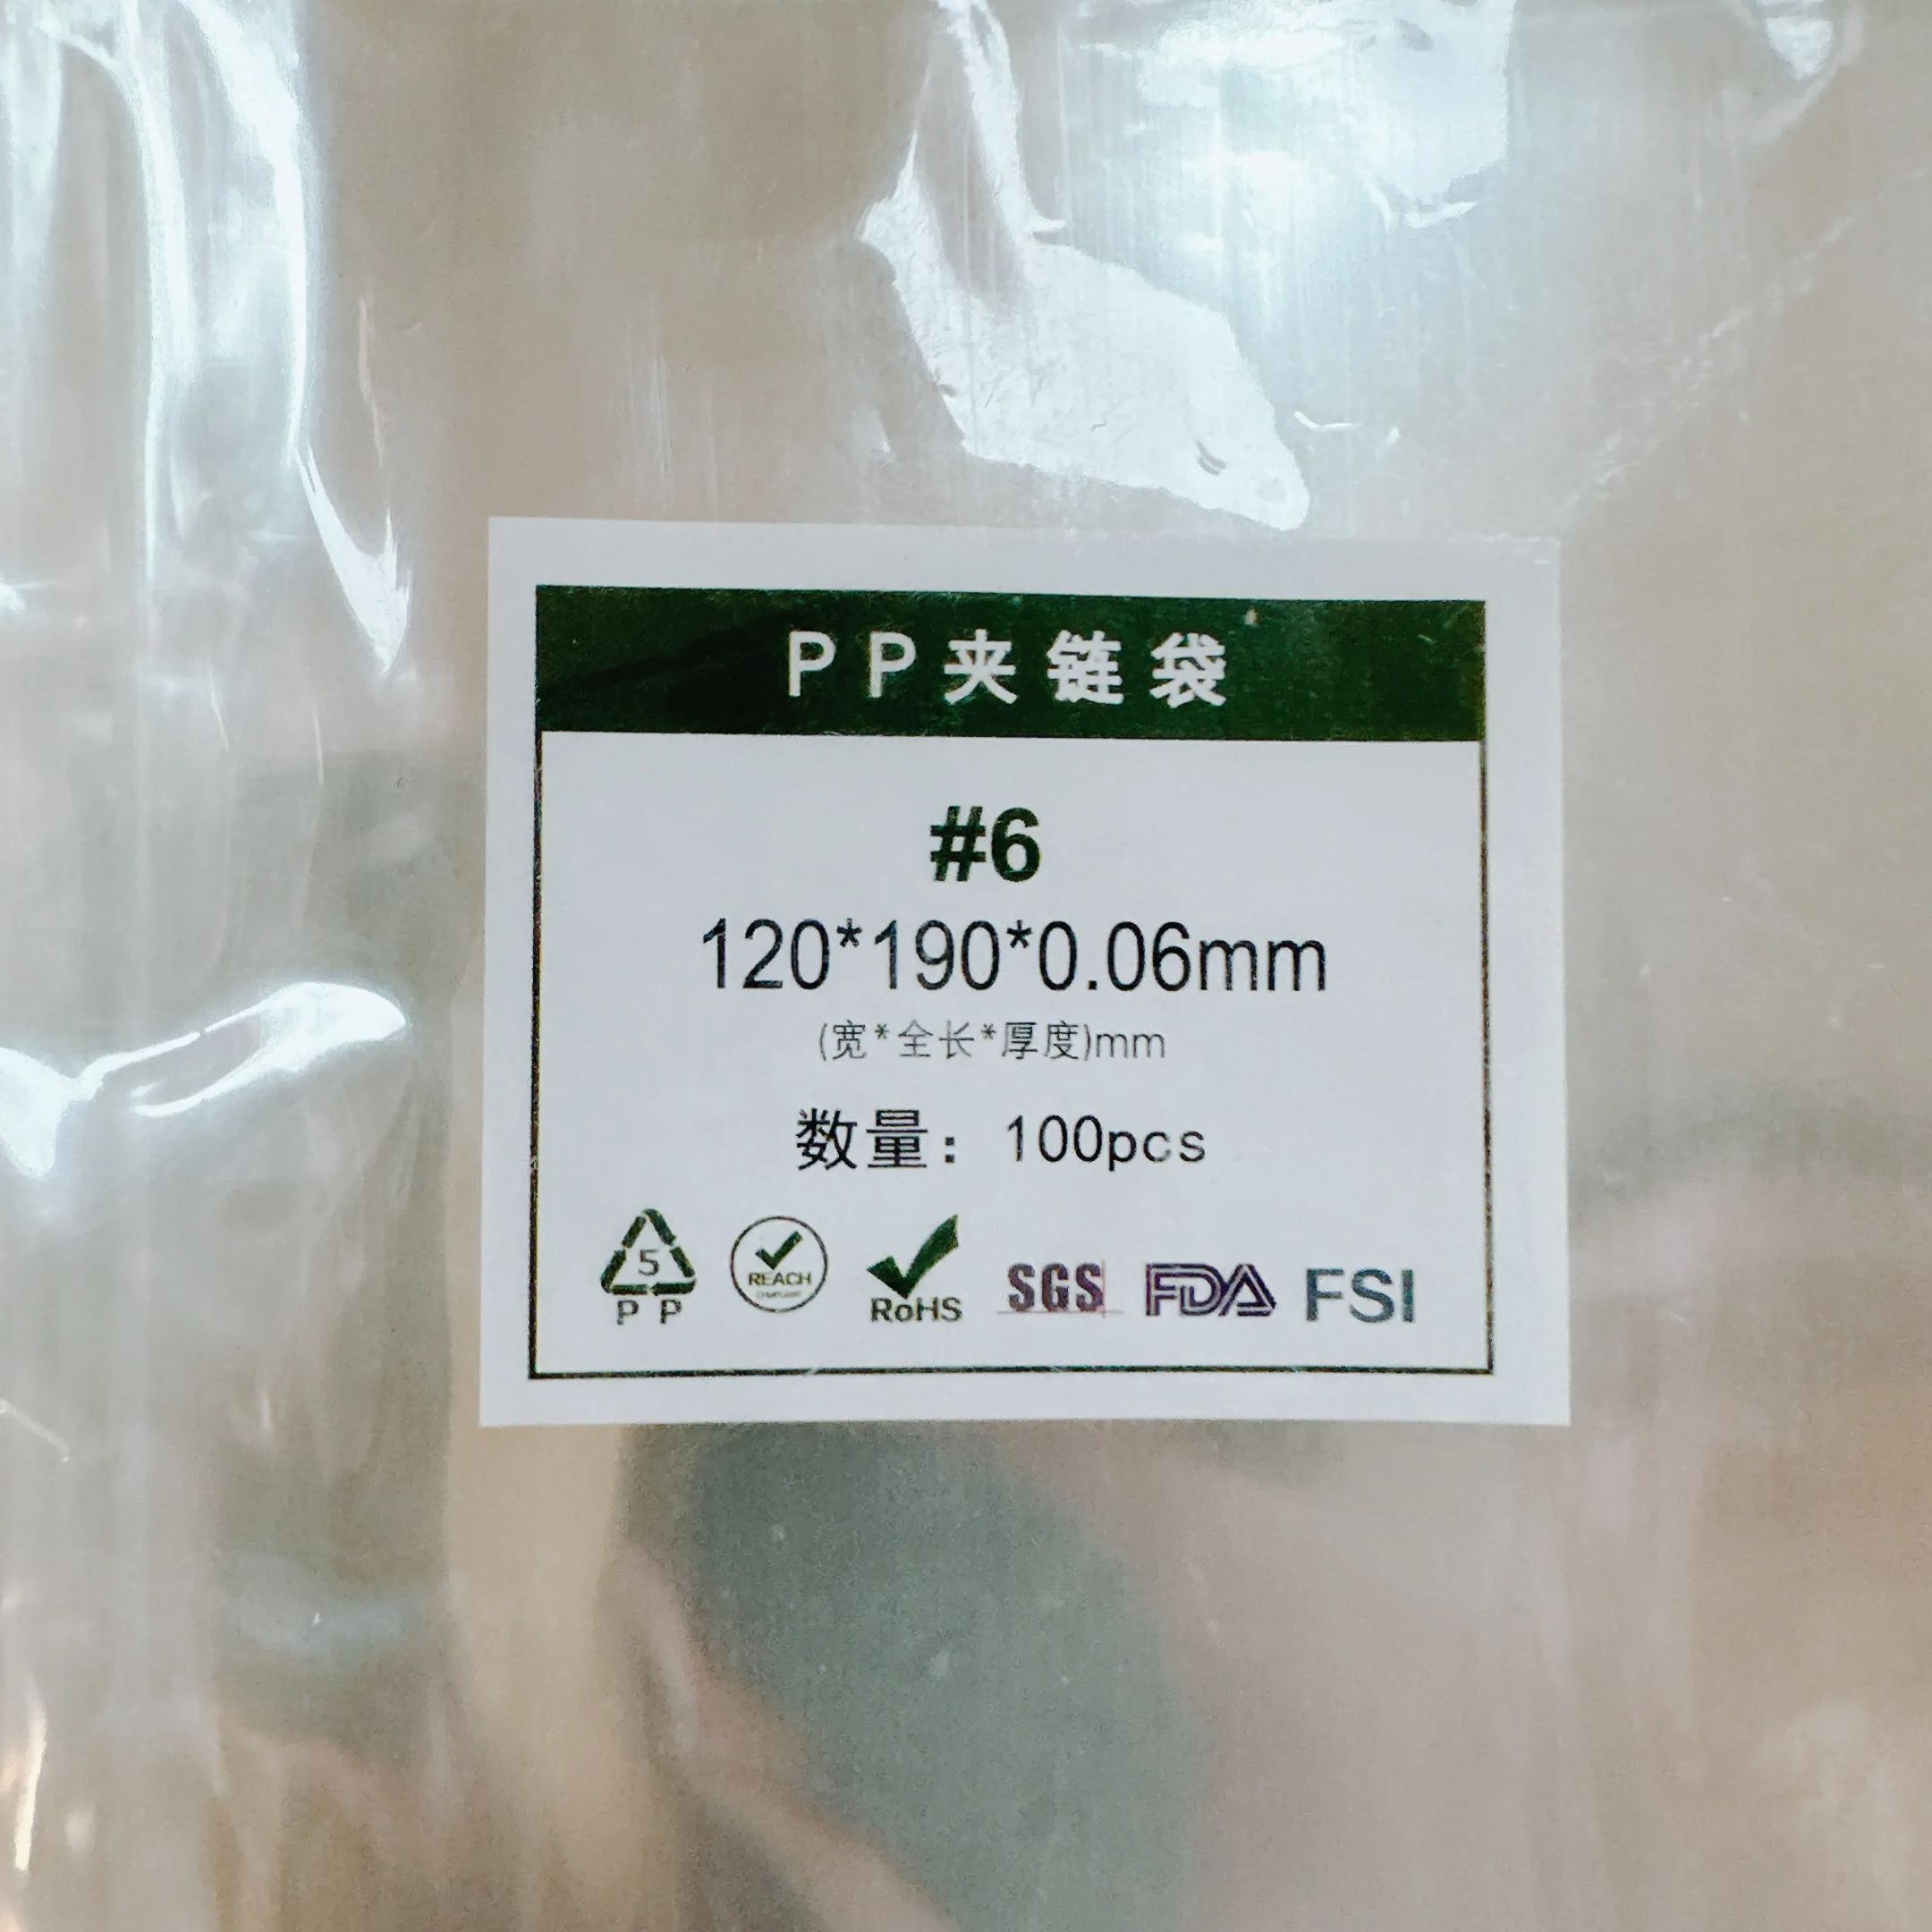 PP夹链袋
#6
120*190*0.06mm
(宽*全长*厚度)mm
数量：100pcs
5
PP
REACH
COMPLIANT
RoHS
SGS
FDA
FSI